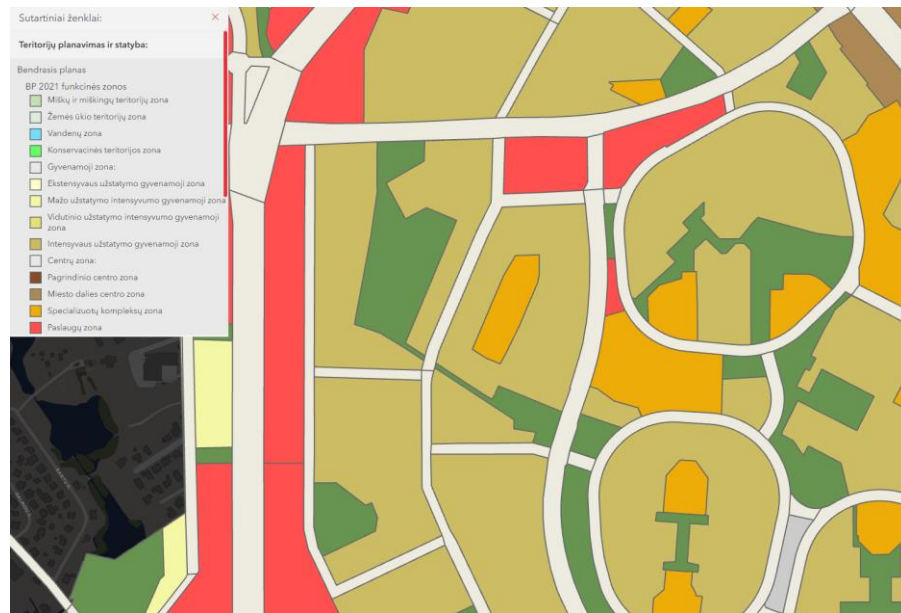 Sutartiniai ženklai:
×
Teritorijų planavimas ir statyba:
Bendrasis planas
BP 2021 funkcinės zonos
Miškų ir miškingų teritorijų zona
Žemės ūkio teritorijų zona
Vandenų zona
Konservacinės teritorijos zona
Gyvenamoji zona:
Ekstensyvaus užstatymo gyvenamoji zona
Mažo užstatymo intensyvumo gyvenamoji zona
Vidutinio užstatymo intensyvumo gyvenamoji
zona
Intensyvaus užstatymo gyvenamoji zona
Centrų zona:
Pagrindinio centro zona
Miesto dalies centro zona
Specializuotų kompleksų zona
Paslaugų zona